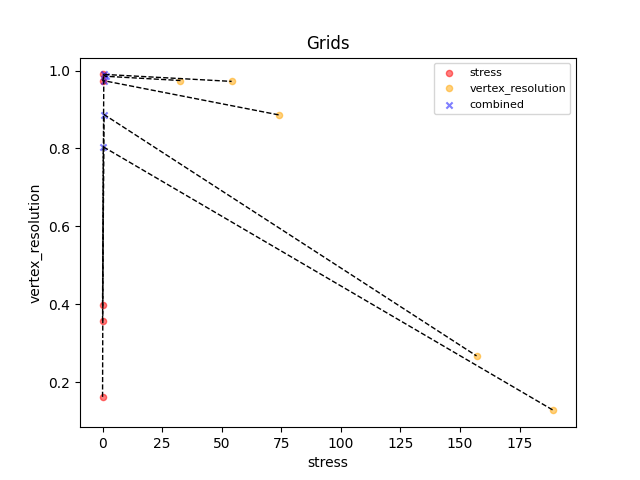 Grids
stress
vertex_resolution
combined
1.0
0.8
0.6
0.4
0.2
vertex_resolution
0 25 50 75 100 125 150 175
stress